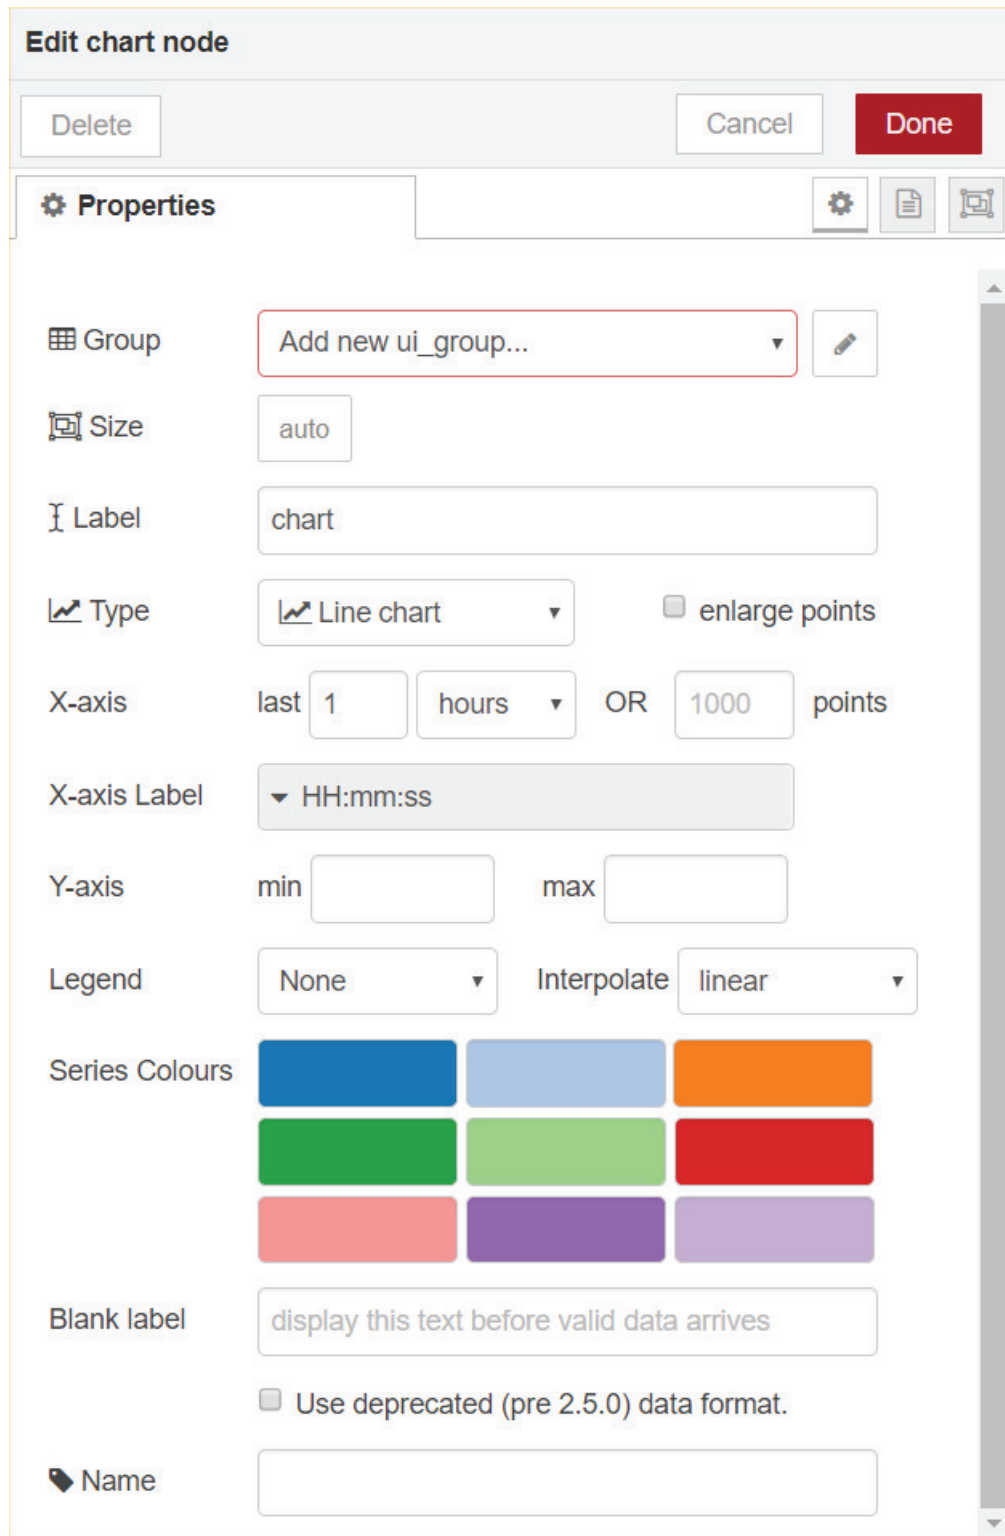 Edit chart node
Delete Cancel Done
Properties
Group Add new ui_group...
Size auto
Label chart
Type Line chart enlarge points
X-axis last 1 hours OR 1000 points
X-axis Label HH:mm:ss
Y-axis min max
Legend None Interpolate linear
Series Colours
Blank label display this text before valid data arrives
Use deprecated (pre 2.5.0) data format.
Name